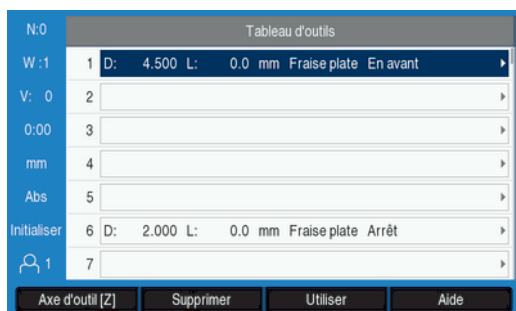 N:0
Tableau d'outils
W :1
1 D: 4.500 L: 0.0 mm Fraise plate En avant
V: 0
2
0:00
3
mm
4
Abs
5
Initialiser
6 D: 2.000 L: 0.0 mm Fraise plate Arrêt
1
7
Axe d'outil [Z] Supprimer Utiliser Aide